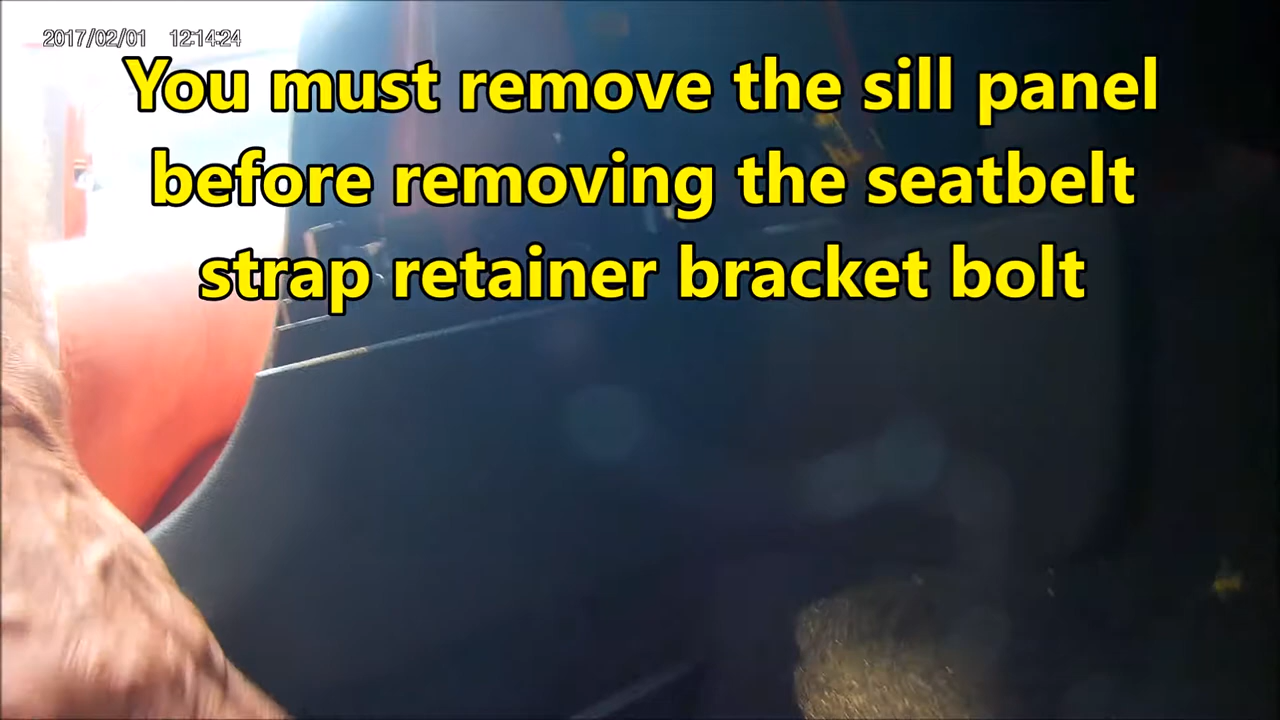 2017/02/01 12:14:24
You must remove the sill panel
before removing the seatbelt
strap retainer bracket bolt